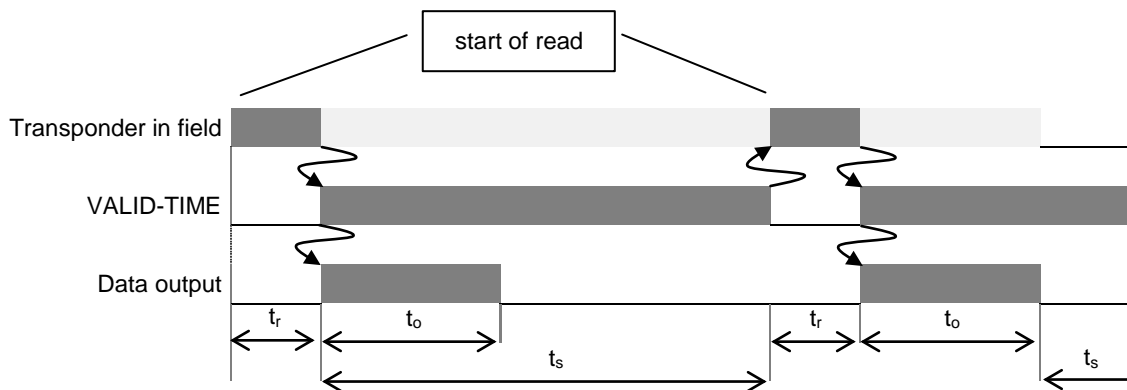 start of read
Transponder in field
VALID-TIME
Data output
tr
to
tr
to
ts
ts